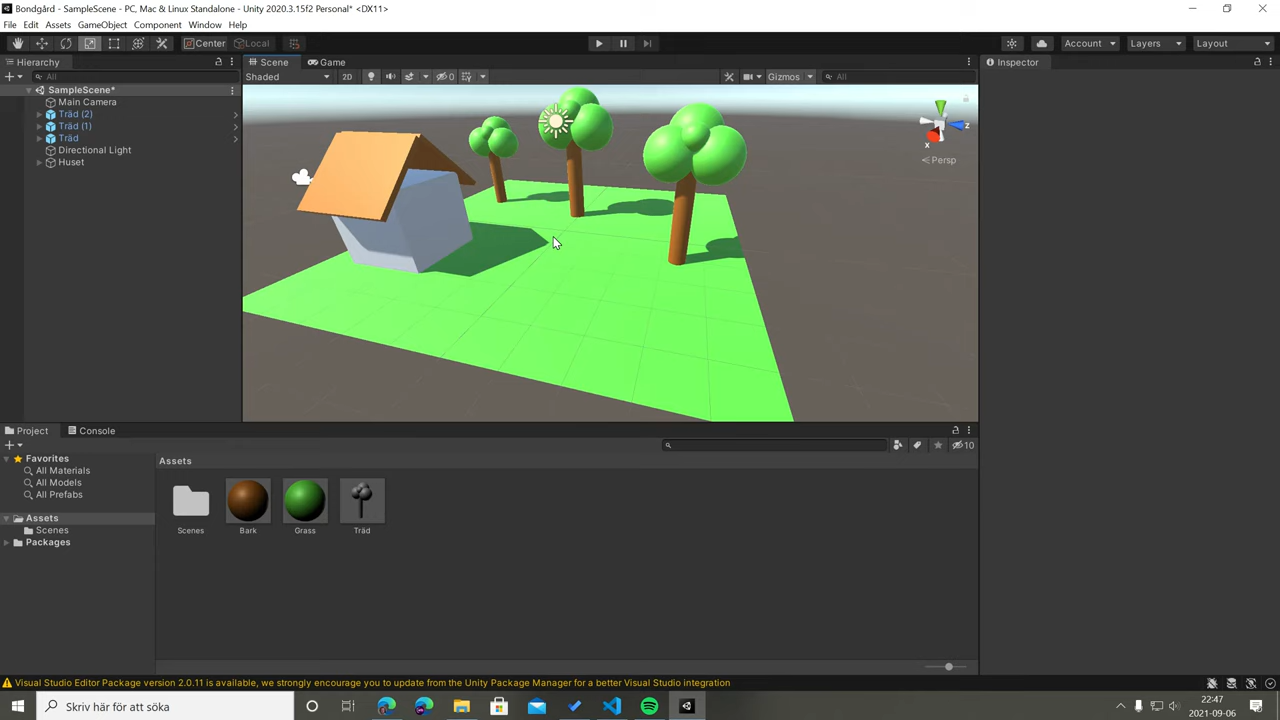 Bondgård - SampleScene - PC, Mac & Linux Standalone - Unity 2020.3.15f2 Personal* <DX11>
File Edit Assets GameObject Component Window Help
Center Local Account Layers Layout
Hierarchy Scene Game Inspector
All Shaded 2D 0 Gizmos All
SampleScene*
Main Camera
Träd (2)
Träd (1)
Träd
Directional Light
Huset
y
z
x
Persp
Project Console
10
Favorites
All Materials
All Models
All Prefabs
Assets
Scenes
Packages
Assets
Scenes Bark Grass Träd
Visual Studio Editor Package version 2.0.11 is available, we strongly encourage you to update from the Unity Package Manager for a better Visual Studio integration
Skriv här för att söka
22:47
2021-09-06